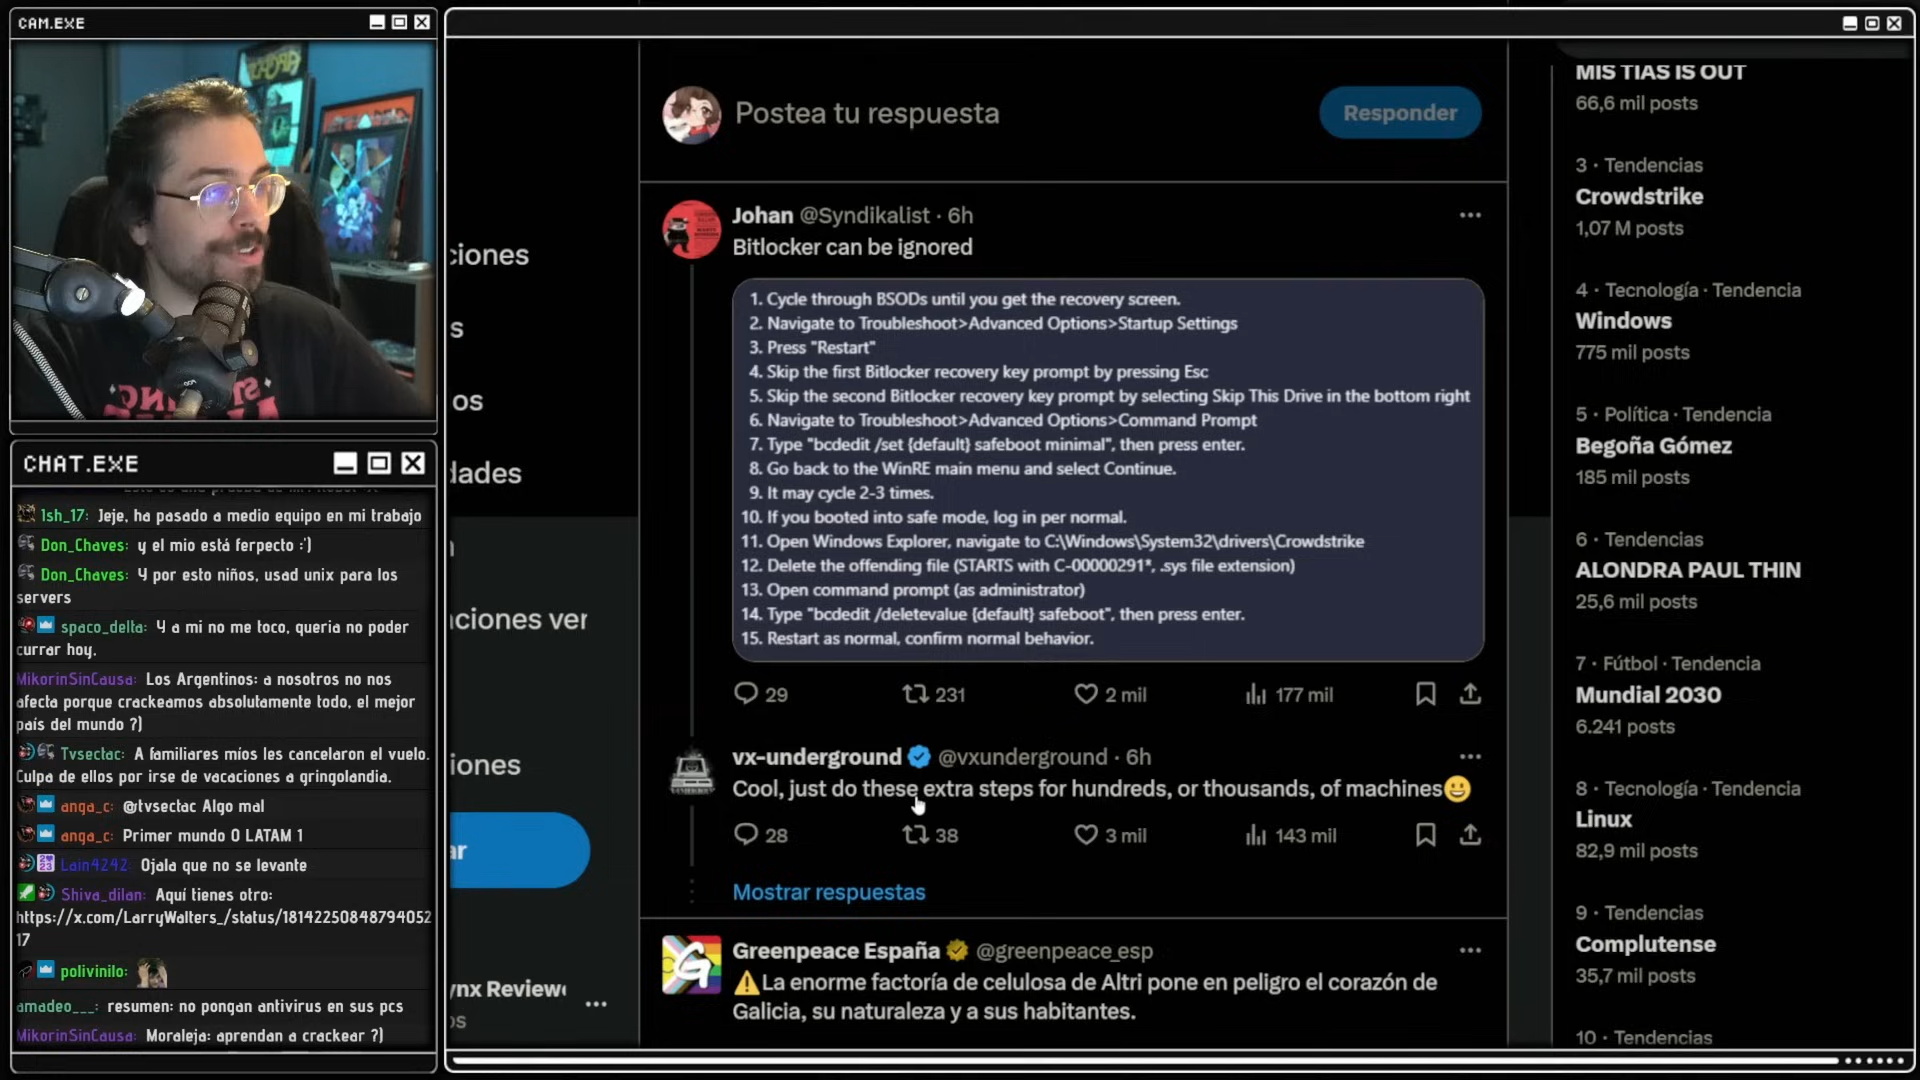 CAM.EXE
CHAT.EXE
1sh_17: Jeje, ha pasado a medio equipo en mi trabajo
Don_Chaves: y el mio está ferpecto :')
Don_Chaves: Y por esto niños, usad unix para los
servers
spaco_delta: Y a mi no me toco, queria no poder
currar hoy.
MikorinSinCausa: Los Argentinos: a nosotros no nos
afecta porque crackeamos absolutamente todo, el mejor
país del mundo ?)
Tvsectac: A familiares míos les cancelaron el vuelo.
Culpa de ellos por irse de vacaciones a gringolandia.
anga_c: @tvsectac Algo mal
anga_c: Primer mundo 0 LATAM 1
Lain4242: Ojala que no se levante
Shiva_dilan: Aquí tienes otro:
https://x.com/LarryWalters_/status/1814225084879405217
17
polivinilo:
amadeo___: resumen: no pongan antivirus en sus pcs
MikorinSinCausa: Moraleja: aprendan a crackear ?)
ciones
s
os
dades
ciones ver
iones
ar
ynx Review
os
Postea tu respuesta
Responder
Johan @Syndikalist · 6h
Bitlocker can be ignored
1. Cycle through BSODs until you get the recovery screen.
2. Navigate to Troubleshoot>Advanced Options>Startup Settings
3. Press "Restart"
4. Skip the first Bitlocker recovery key prompt by pressing Esc
5. Skip the second Bitlocker recovery key prompt by selecting Skip This Drive in the bottom right
6. Navigate to Troubleshoot>Advanced Options>Command Prompt
7. Type "bcdedit /set {default} safeboot minimal", then press enter.
8. Go back to the WinRE main menu and select Continue.
9. It may cycle 2-3 times.
10. If you booted into safe mode, log in per normal.
11. Open Windows Explorer, navigate to C:\Windows\System32\drivers\Crowdstrike
12. Delete the offending file (STARTS with C-00000291*, .sys file extension)
13. Open command prompt (as administrator)
14. Type "bcdedit /deletevalue {default} safeboot", then press enter.
15. Restart as normal, confirm normal behavior.
29 231 2 mil 177 mil
vx-underground @vxunderground · 6h
Cool, just do these extra steps for hundreds, or thousands, of machines😀
28 38 3 mil 143 mil
Mostrar respuestas
Greenpeace España @greenpeace_esp
⚠️La enorme factoría de celulosa de Altri pone en peligro el corazón de
Galicia, su naturaleza y a sus habitantes.
MIS TIAS IS OUT
66,6 mil posts
3 · Tendencias
Crowdstrike
1,07 M posts
4 · Tecnología · Tendencia
Windows
775 mil posts
5 · Política · Tendencia
Begoña Gómez
185 mil posts
6 · Tendencias
ALONDRA PAUL THIN
25,6 mil posts
7 · Fútbol · Tendencia
Mundial 2030
6.241 posts
8 · Tecnología · Tendencia
Linux
82,9 mil posts
9 · Tendencias
Complutense
35,7 mil posts
10 · Tendencias